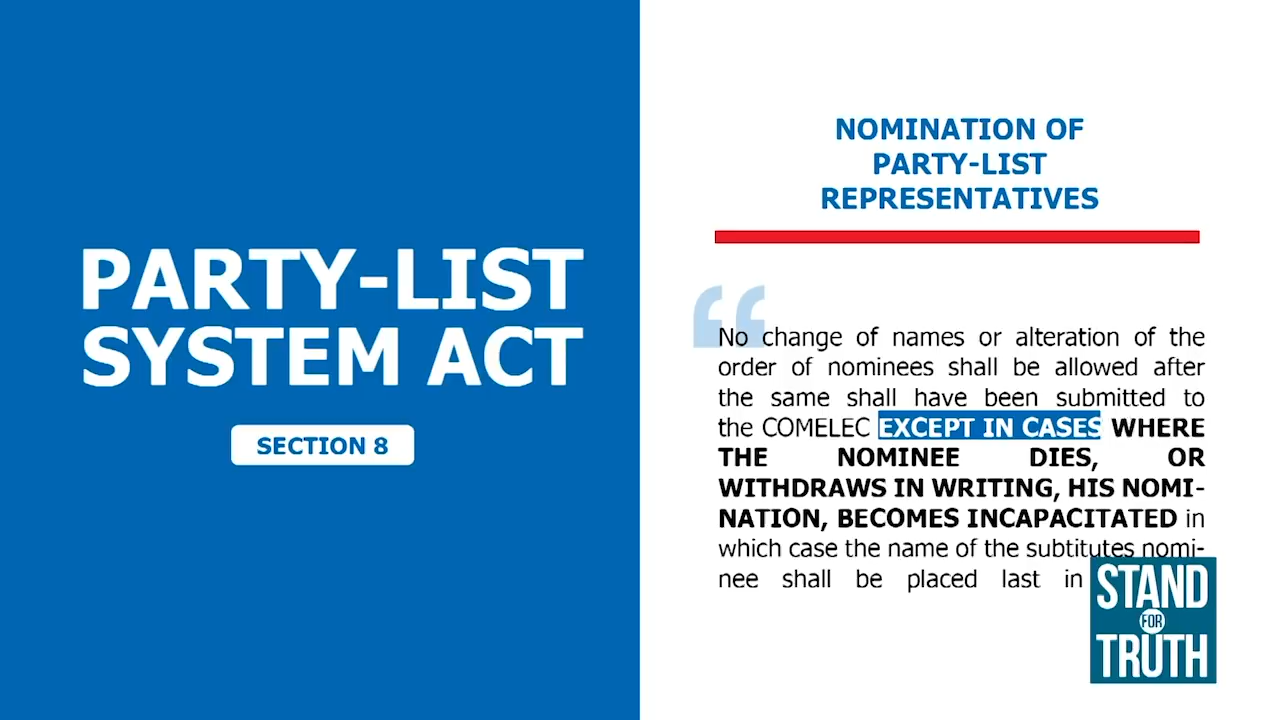 PARTY-LIST
SYSTEM ACT
SECTION 8
NOMINATION OF
PARTY-LIST
REPRESENTATIVES
“
No change of names or alteration of the
order of nominees shall be allowed after
the same shall have been submitted to
the COMELEC EXCEPT IN CASES WHERE
THE NOMINEE DIES, OR
WITHDRAWS IN WRITING, HIS NOMI-
NATION, BECOMES INCAPACITATED in
which case the name of the subtitutes nomi-
nee shall be placed last in
STAND
FOR
TRUTH